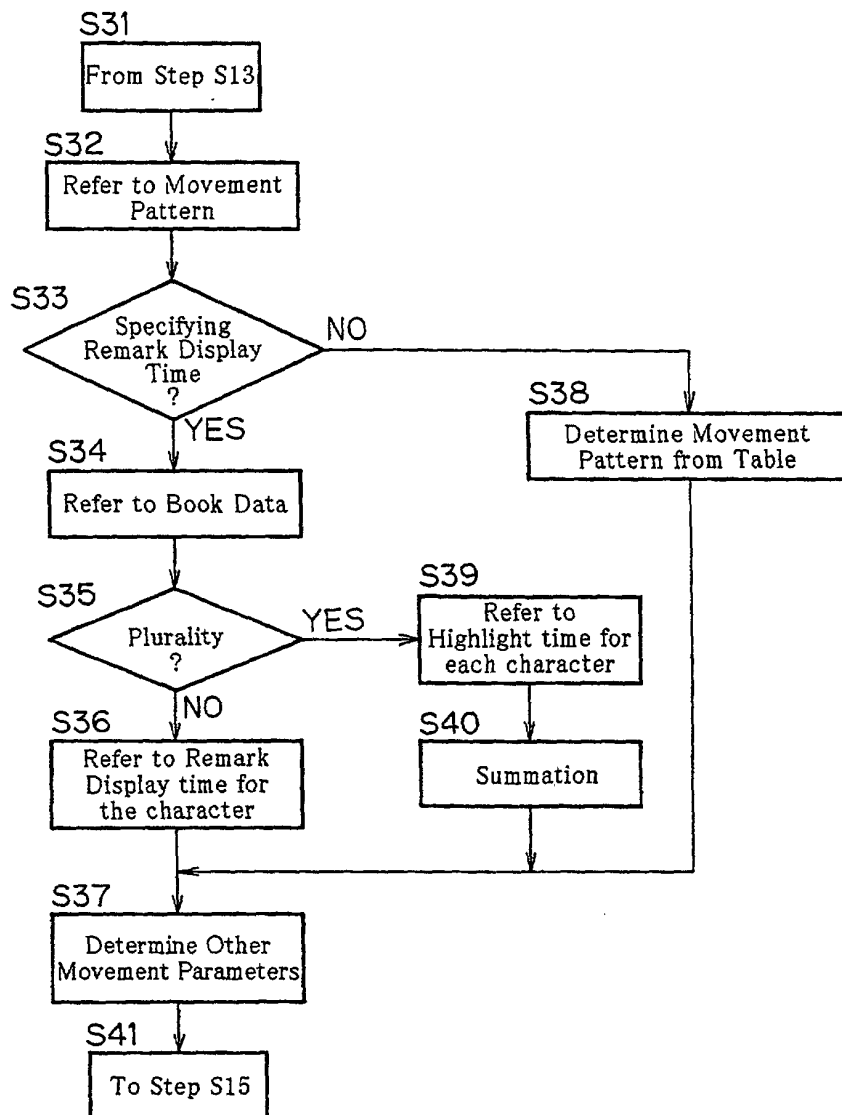 S31
From Step S13
S32
Refer to Movement
Pattern
S33
Specifying
Remark Display
Time
?
NO
YES
S38
Determine Movement
Pattern from Table
S34
Refer to Book Data
S35
Plurality
?
YES
NO
S39
Refer to
Highlight time for
each character
S36
Refer to Remark
Display time for
the character
S40
Summation
S37
Determine Other
Movement Parameters
S41
To Step S15